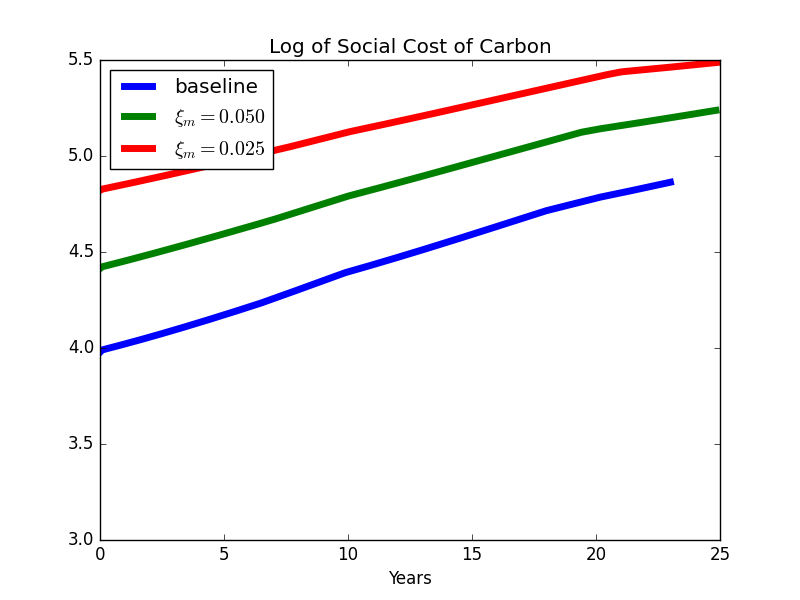 Log of Social Cost of Carbon
5.5
5.0
4.5
4.0
3.5
3.0
baseline
ξₘ = 0.050
ξₘ = 0.025
0 5 10 15 20 25
Years